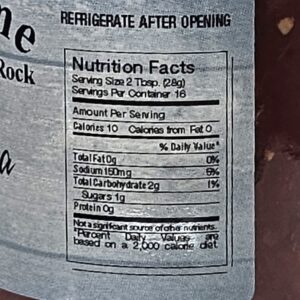 REFRIGERATE AFTER OPENING
ne
Rock
a
Nutrition Facts
Serving Size 2 Tbsp. (28g)
Servings Per Container 16
Amount Per Serving
Calories 10 Calories from Fat 0
% Daily Value*
Total Fat 0g 0%
Sodium 150mg 6%
Total Carbohydrate 2g 1%
Sugars 1g
Protein 0g
Not a significant source of other nutrients.
*Percent Daily Values are
based on a 2,000 calorie diet.